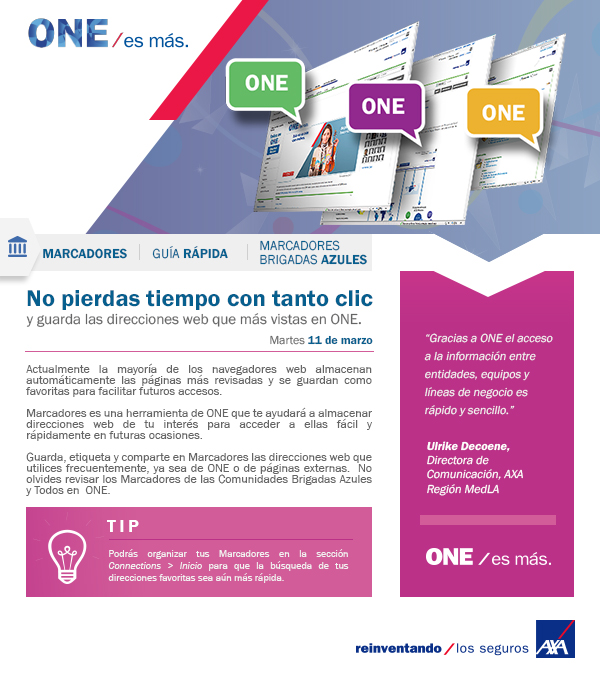 ONE / es más.
ONE
ONE
ONE
MARCADORES
GUÍA RÁPIDA
MARCADORES
BRIGADAS AZULES
No pierdas tiempo con tanto clic
y guarda las direcciones web que más vistas en ONE.
Martes 11 de marzo
Actualmente la mayoría de los navegadores web almacenan
automáticamente las páginas más revisadas y se guardan como
favoritas para facilitar futuros accesos.
Marcadores es una herramienta de ONE que te ayudará a almacenar
direcciones web de tu interés para acceder a ellas fácil y
rápidamente en futuras ocasiones.
Guarda, etiqueta y comparte en Marcadores las direcciones web que
utilices frecuentemente, ya sea de ONE o de páginas externas. No
olvides revisar los Marcadores de las Comunidades Brigadas Azules
y Todos en ONE.
TIP
Podrás organizar tus Marcadores en la sección
Connections > Inicio para que la búsqueda de tus
direcciones favoritas sea aún más rápida.
“Gracias a ONE el acceso
a la información entre
entidades, equipos y
líneas de negocio es
rápido y sencillo.”
Ulrike Decoene,
Directora de
Comunicación, AXA
Región MedLA
ONE / es más.
reinventando / los seguros
AXA